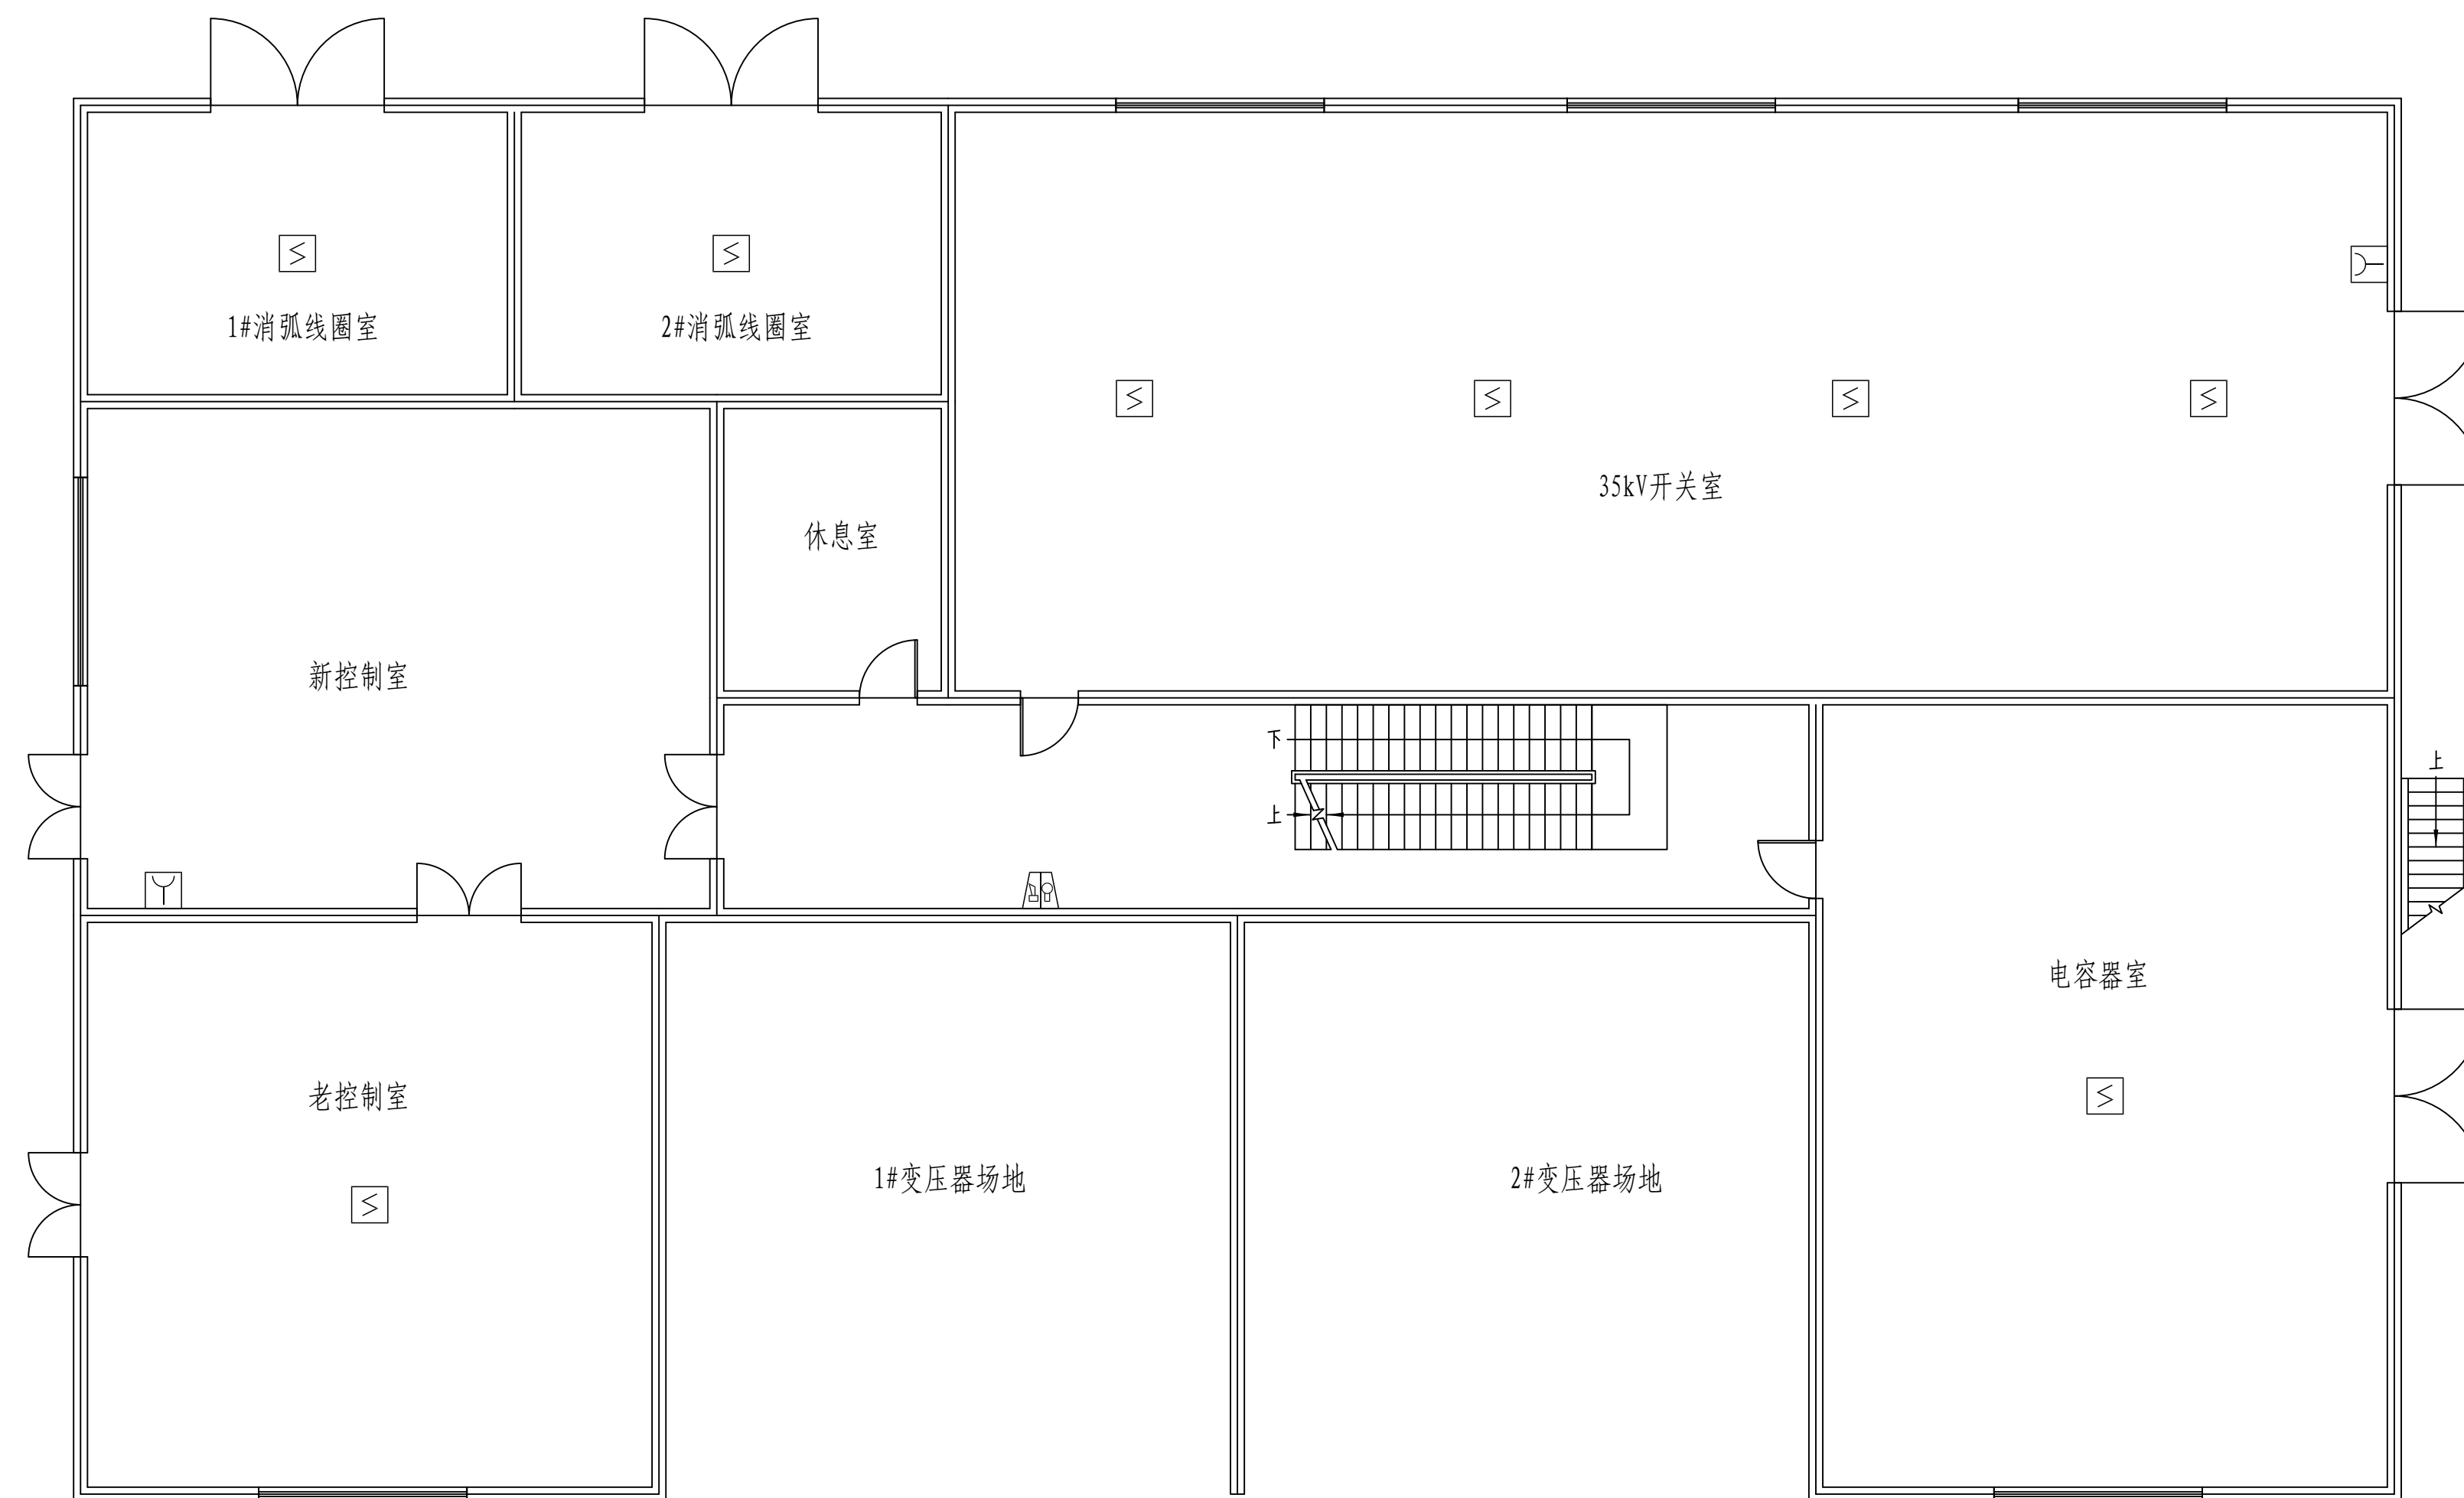 1#消弧线圈室
2#消弧线圈室
35kV开关室
休息室
新控制室
下
上
上
电容器室
老控制室
1#变压器场地
2#变压器场地